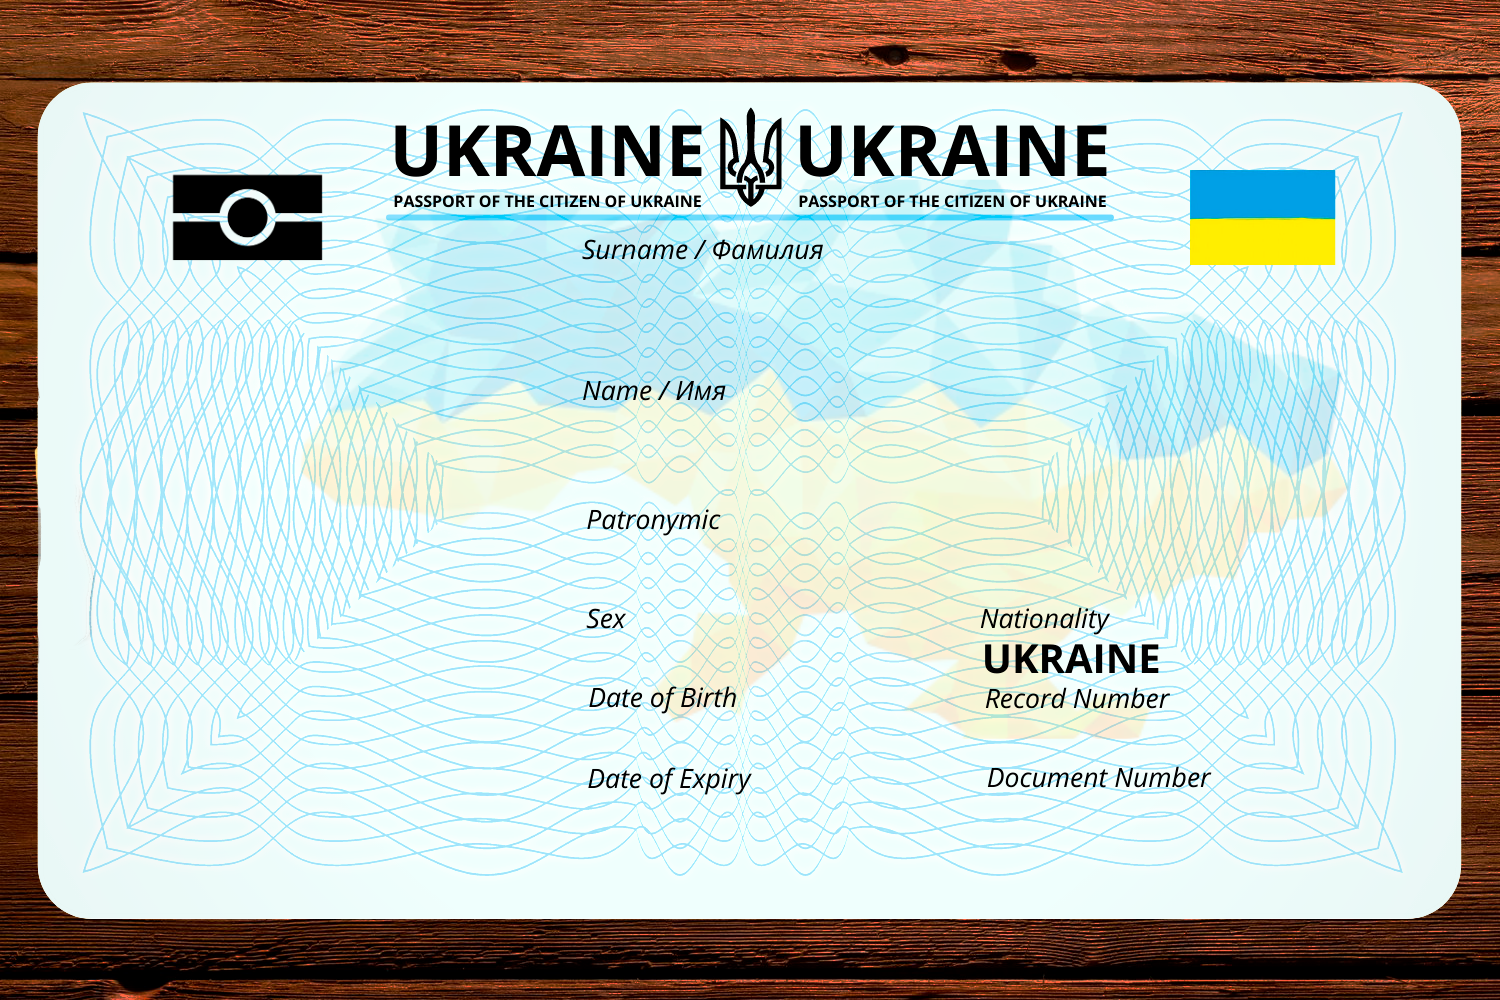 UKRAINE UKRAINE
PASSPORT OF THE CITIZEN OF UKRAINE PASSPORT OF THE CITIZEN OF UKRAINE
Surname / Фамилия
Name / Имя
Patronymic
Sex Nationality
UKRAINE
Date of Birth Record Number
Date of Expiry Document Number